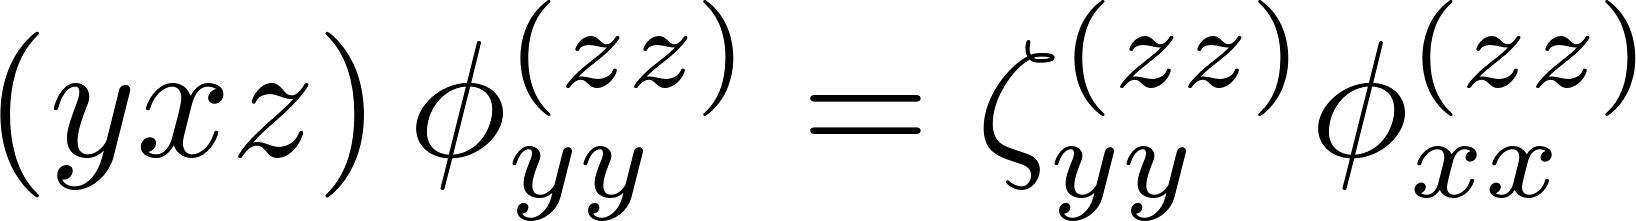 (yxz) ϕ_{yy}^{(zz)} = ζ_{yy}^{(zz)} ϕ_{xx}^{(zz)}